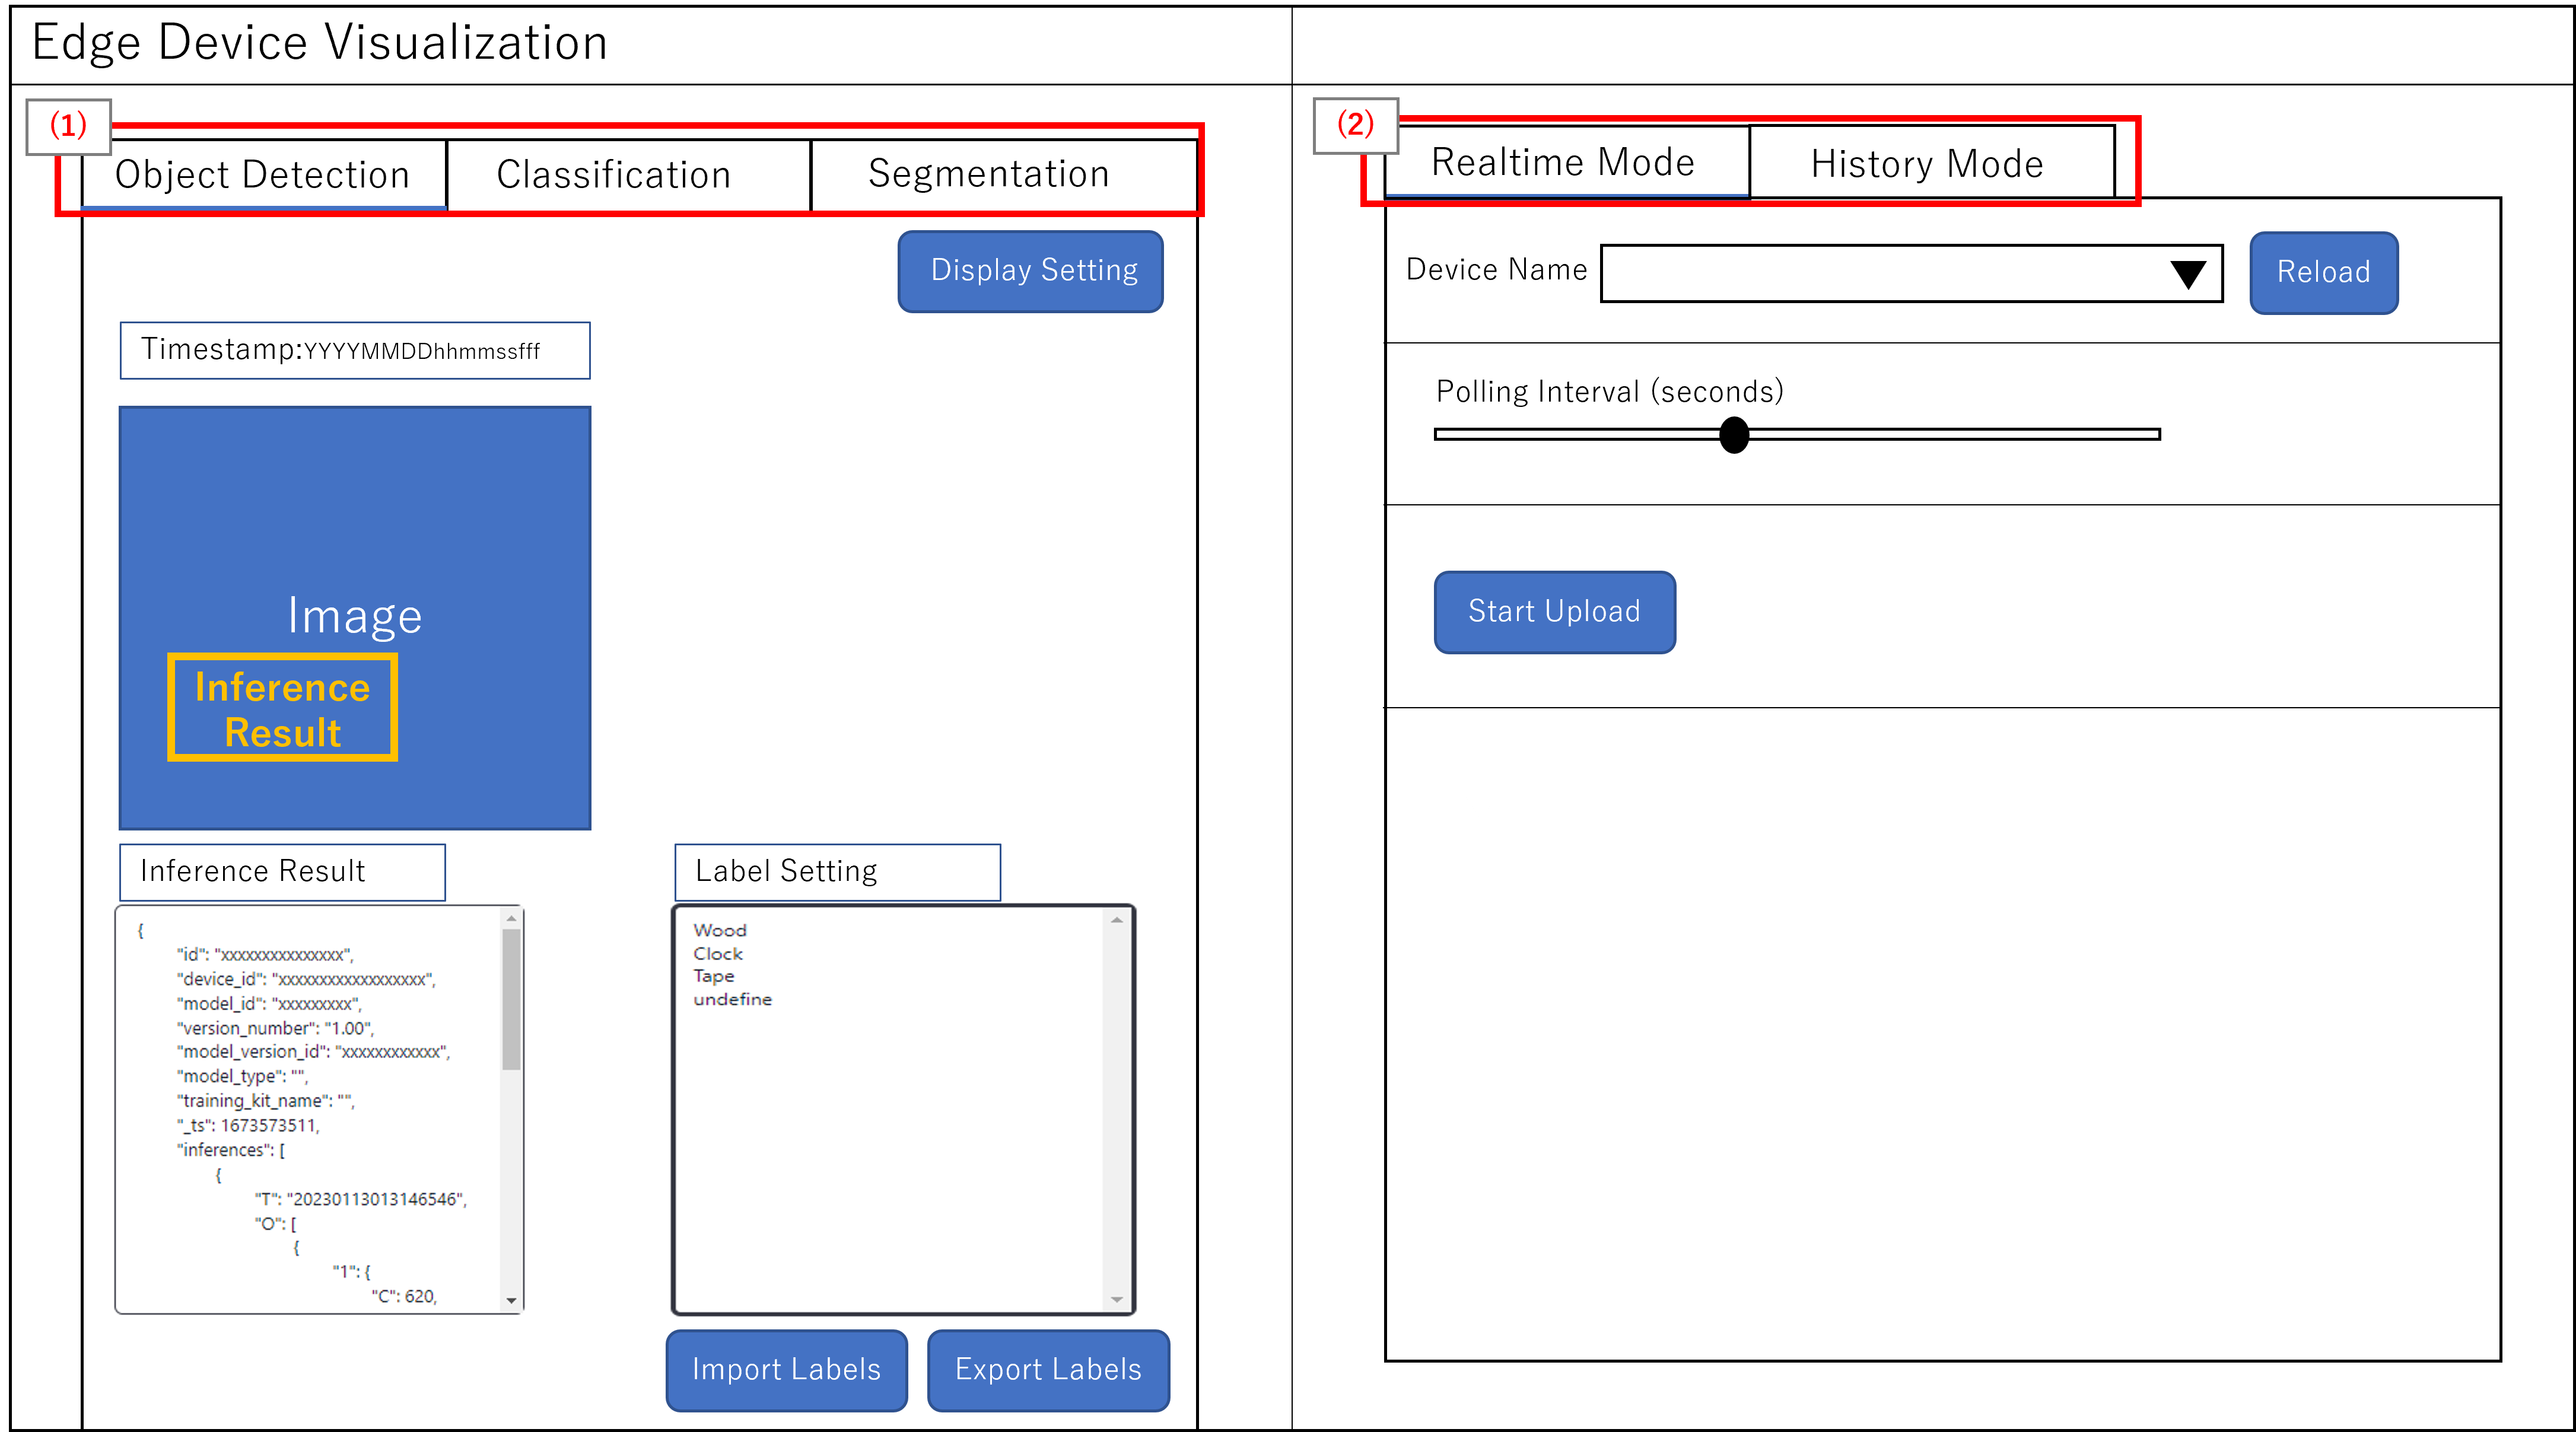 Edge Device Visualization
(1)
Object Detection
Classification
Segmentation
Display Setting
Timestamp:YYYYMMDDhhmmssfff
Image
Inference
Result
Inference Result
{
"id": "xxxxxxxxxxxxxxx",
"device_id": "xxxxxxxxxxxxxxxxxx",
"model_id": "xxxxxxxxx",
"version_number": "1.00",
"model_version_id": "xxxxxxxxxxxx",
"model_type": "",
"training_kit_name": "",
"_ts": 1673573511,
"inferences": [
{
"T": "20230113013146546",
"O": [
{
"1": {
"C": 620,
Label Setting
Wood
Clock
Tape
undefine
Import Labels
Export Labels
(2)
Realtime Mode
History Mode
Device Name
Reload
Polling Interval (seconds)
Start Upload